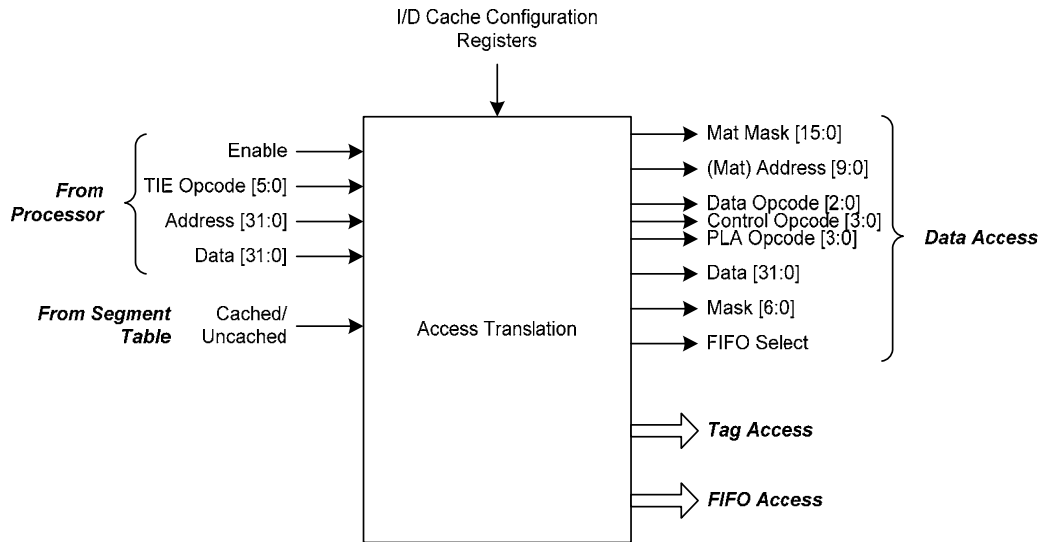 I/D Cache Configuration
Registers
From
Processor
Enable
TIE Opcode [5:0]
Address [31:0]
Data [31:0]
From Segment
Table
Cached/
Uncached
Access Translation
Mat Mask [15:0]
(Mat) Address [9:0]
Data Opcode [2:0]
Control Opcode [3:0]
PLA Opcode [3:0]
Data [31:0]
Mask [6:0]
FIFO Select
Data Access
Tag Access
FIFO Access